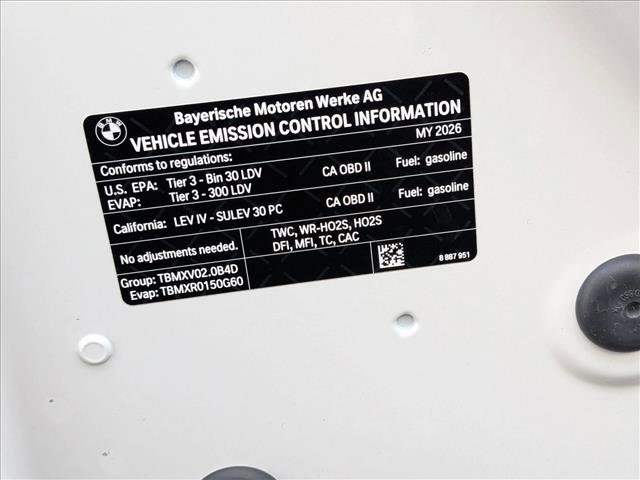 BMW
Bayerische Motoren Werke AG
VEHICLE EMISSION CONTROL INFORMATION
MY 2026
Conforms to regulations:
U.S. EPA: Tier 3 - Bin 30 LDV CA OBD II Fuel: gasoline
EVAP: Tier 3 - 300 LDV
California: LEV IV - SULEV 30 PC CA OBD II Fuel: gasoline
No adjustments needed. TWC, WR-HO2S, HO2S
DFI, MFI, TC, CAC
Group: TBMXV02.0B4D
Evap: TBMXR0150G60
8 887 951